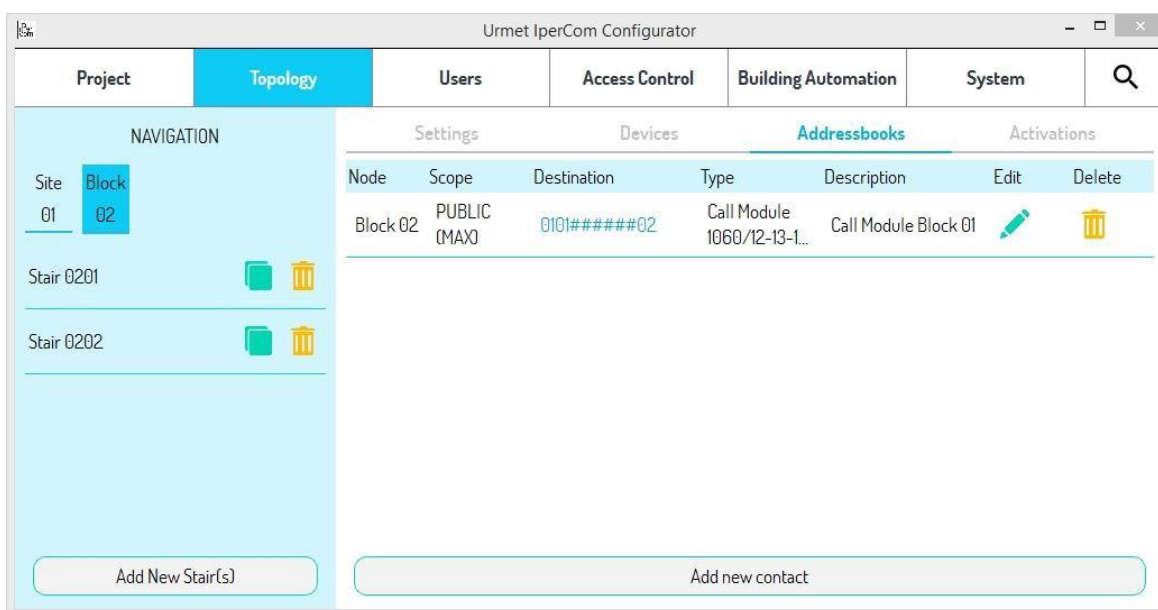 Urmet IperCom Configurator
Project Topology Users Access Control Building Automation System
NAVIGATION
Settings Devices Addressbooks Activations
Site Block
01 02
Node Scope Destination Type Description Edit Delete
Block 02 PUBLIC (MAX) 0101######02 Call Module 1060/12-13-1... Call Module Block 01
Stair 0201
Stair 0202
Add New Stair(s)
Add new contact